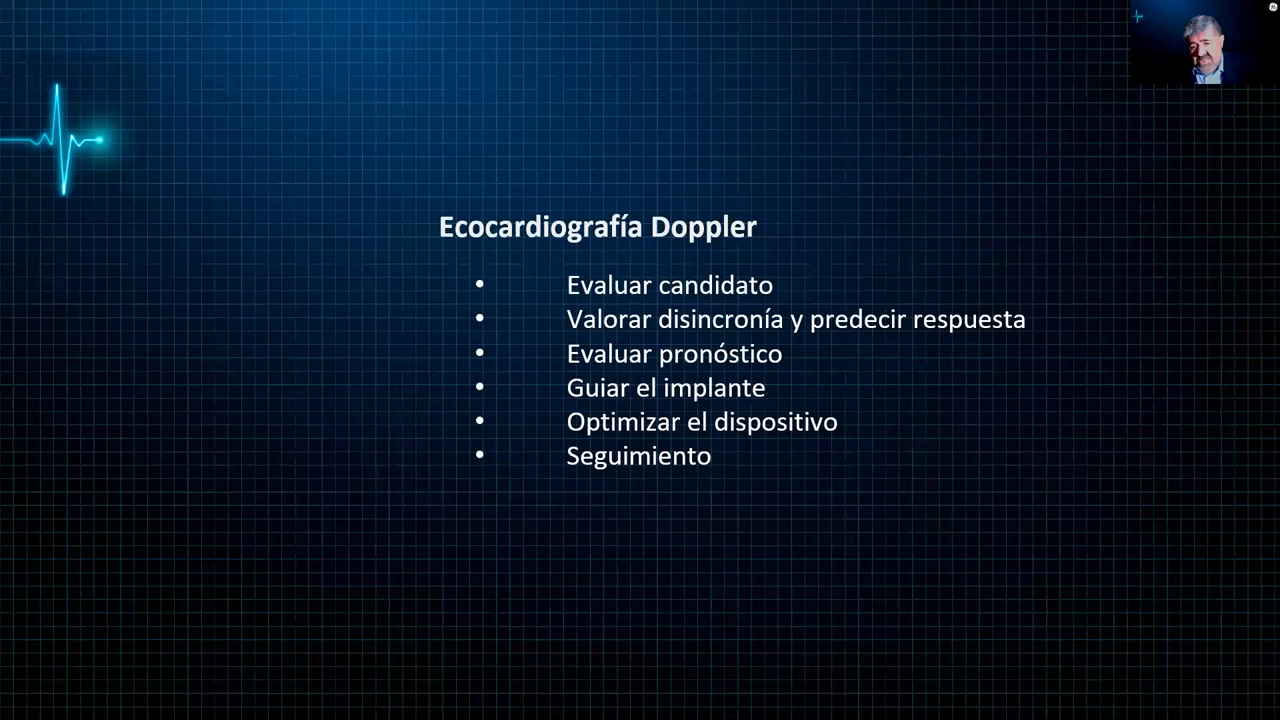 Ecocardiografía Doppler
• Evaluar candidato
• Valorar disincronía y predecir respuesta
• Evaluar pronóstico
• Guiar el implante
• Optimizar el dispositivo
• Seguimiento